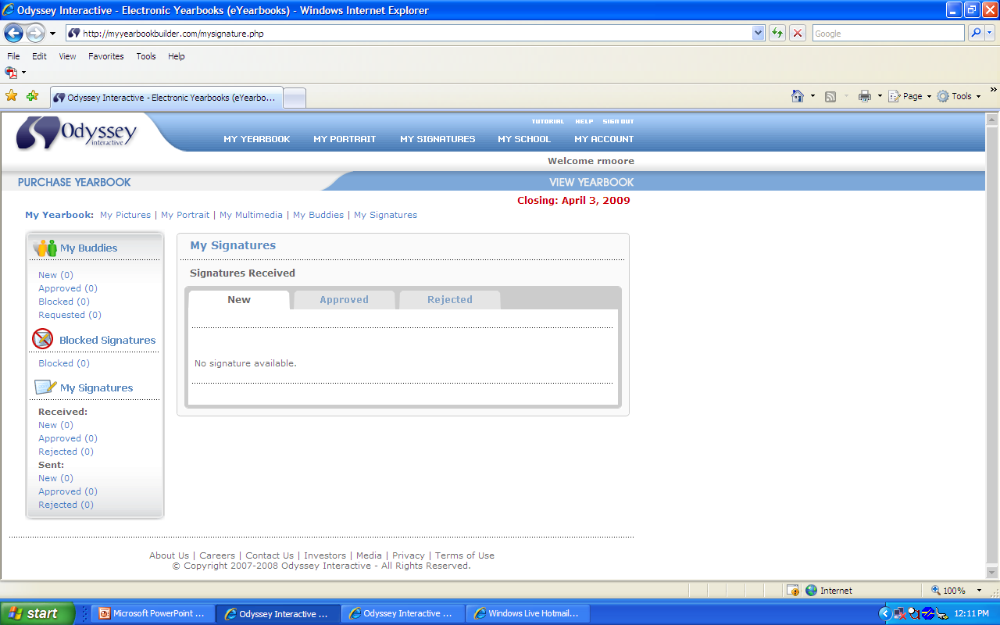 Odyssey Interactive - Electronic Yearbooks (eYearbooks) - Windows Internet Explorer
http://myyearbookbuilder.com/mysignature.php
Google
File Edit View Favorites Tools Help
Odyssey Interactive - Electronic Yearbooks (eYearbo...
Page Tools
Odyssey
interactive
TUTORIAL HELP SIGN OUT
MY YEARBOOK MY PORTRAIT MY SIGNATURES MY SCHOOL MY ACCOUNT
Welcome rmoore
PURCHASE YEARBOOK VIEW YEARBOOK
Closing: April 3, 2009
My Yearbook: My Pictures | My Portrait | My Multimedia | My Buddies | My Signatures
My Buddies
New (0)
Approved (0)
Blocked (0)
Requested (0)
Blocked Signatures
Blocked (0)
My Signatures
Received:
New (0)
Approved (0)
Rejected (0)
Sent:
New (0)
Approved (0)
Rejected (0)
My Signatures
Signatures Received
New Approved Rejected
No signature available.
About Us | Careers | Contact Us | Investors | Media | Privacy | Terms of Use
© Copyright 2007-2008 Odyssey Interactive - All Rights Reserved.
Internet 100%
start Microsoft PowerPoint ... Odyssey Interactive ... Odyssey Interactive ... Windows Live Hotmail... 12:11 PM